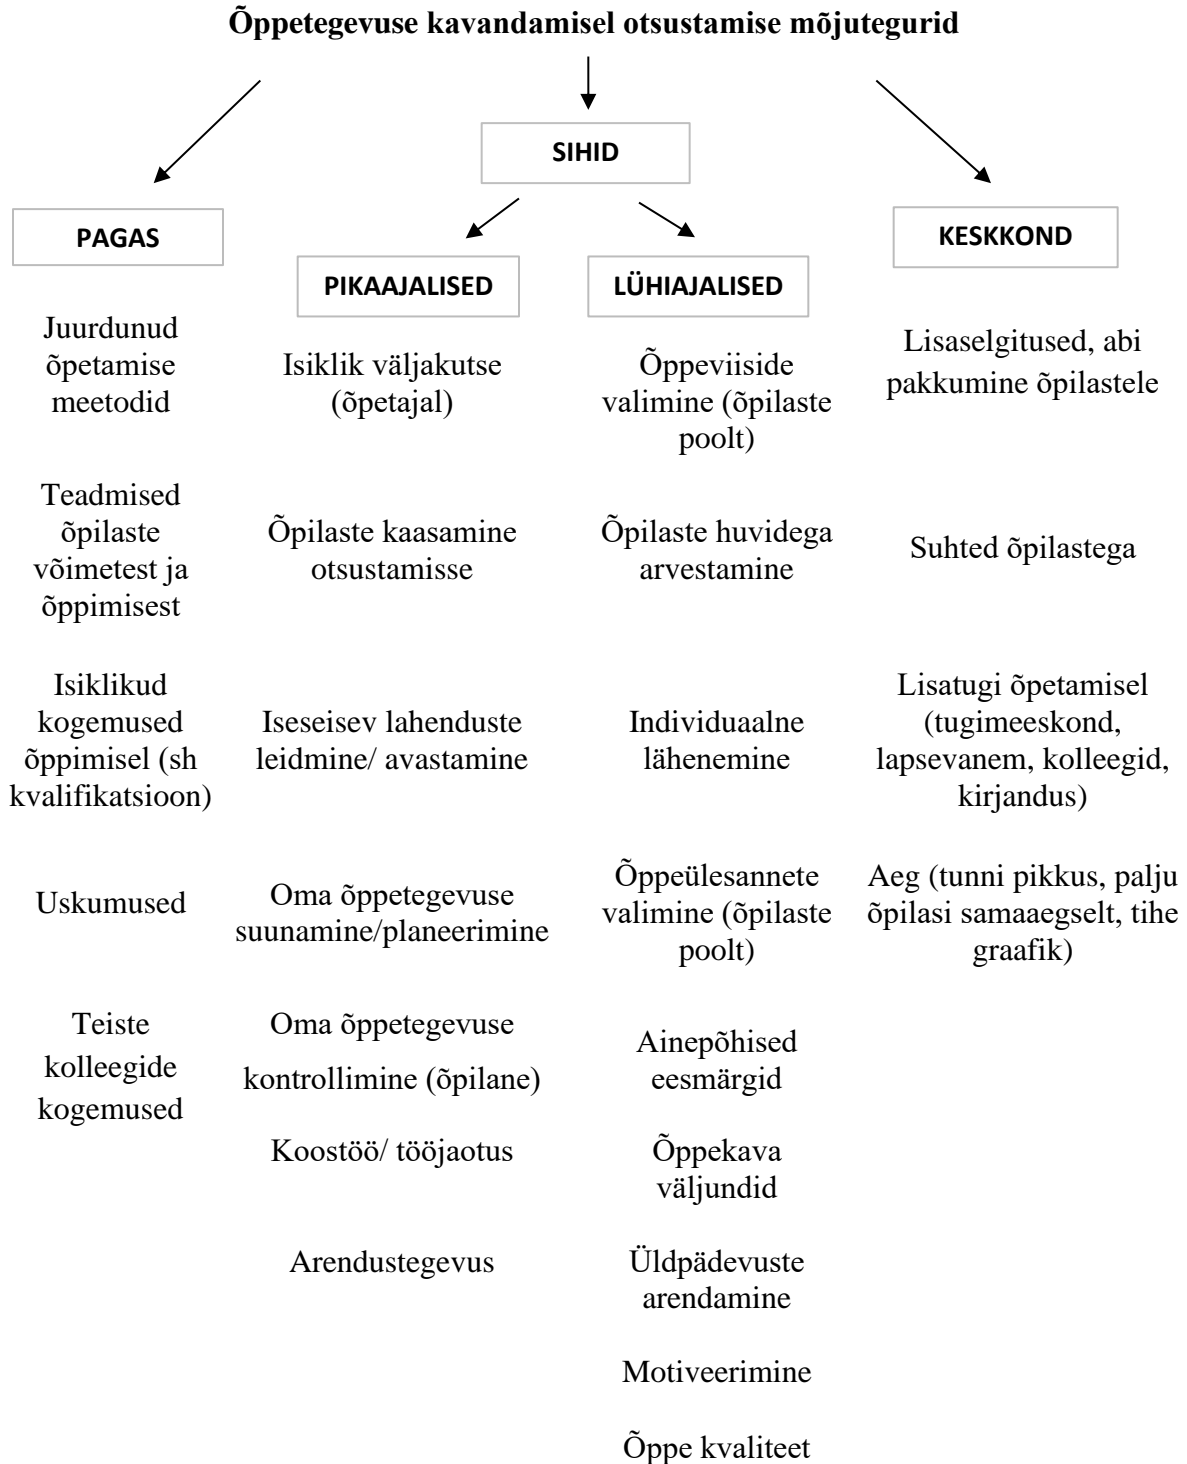 Õppetegevuse kavandamisel otsustamise mõjutegurid
SIHID
PAGAS
KESKKOND
PIKAAJALISED
LÜHIAJALISED
Juurdunud
õpetamise
meetodid
Teadmised
õpilaste
võimetest ja
õppimisest
Isiklikud
kogemused
õppimisel (sh
kvalifikatsioon)
Uskumused
Teiste
kolleegide
kogemused
Isiklik väljakutse
(õpetajal)
Õpilaste kaasamine
otsustamisse
Iseseisev lahenduste
leidmine/ avastamine
Oma õppetegevuse
suunamine/planeerimine
Oma õppetegevuse
kontrollimine (õpilane)
Koostöö/ tööjaotus
Arendustegevus
Õppeviiside
valimine (õpilaste
poolt)
Õpilaste huvidega
arvestamine
Individuaalne
lähenemine
Õppeülesannete
valimine (õpilaste
poolt)
Ainepõhised
eesmärgid
Õppekava
väljundid
Üldpädevuste
arendamine
Motiveerimine
Õppe kvaliteet
Lisaselgitused, abi
pakkumine õpilastele
Suhted õpilastega
Lisatugi õpetamisel
(tugimeeskond,
lapsevanem, kolleegid,
kirjandus)
Aeg (tunni pikkus, palju
õpilasi samaaegselt, tihe
graafik)